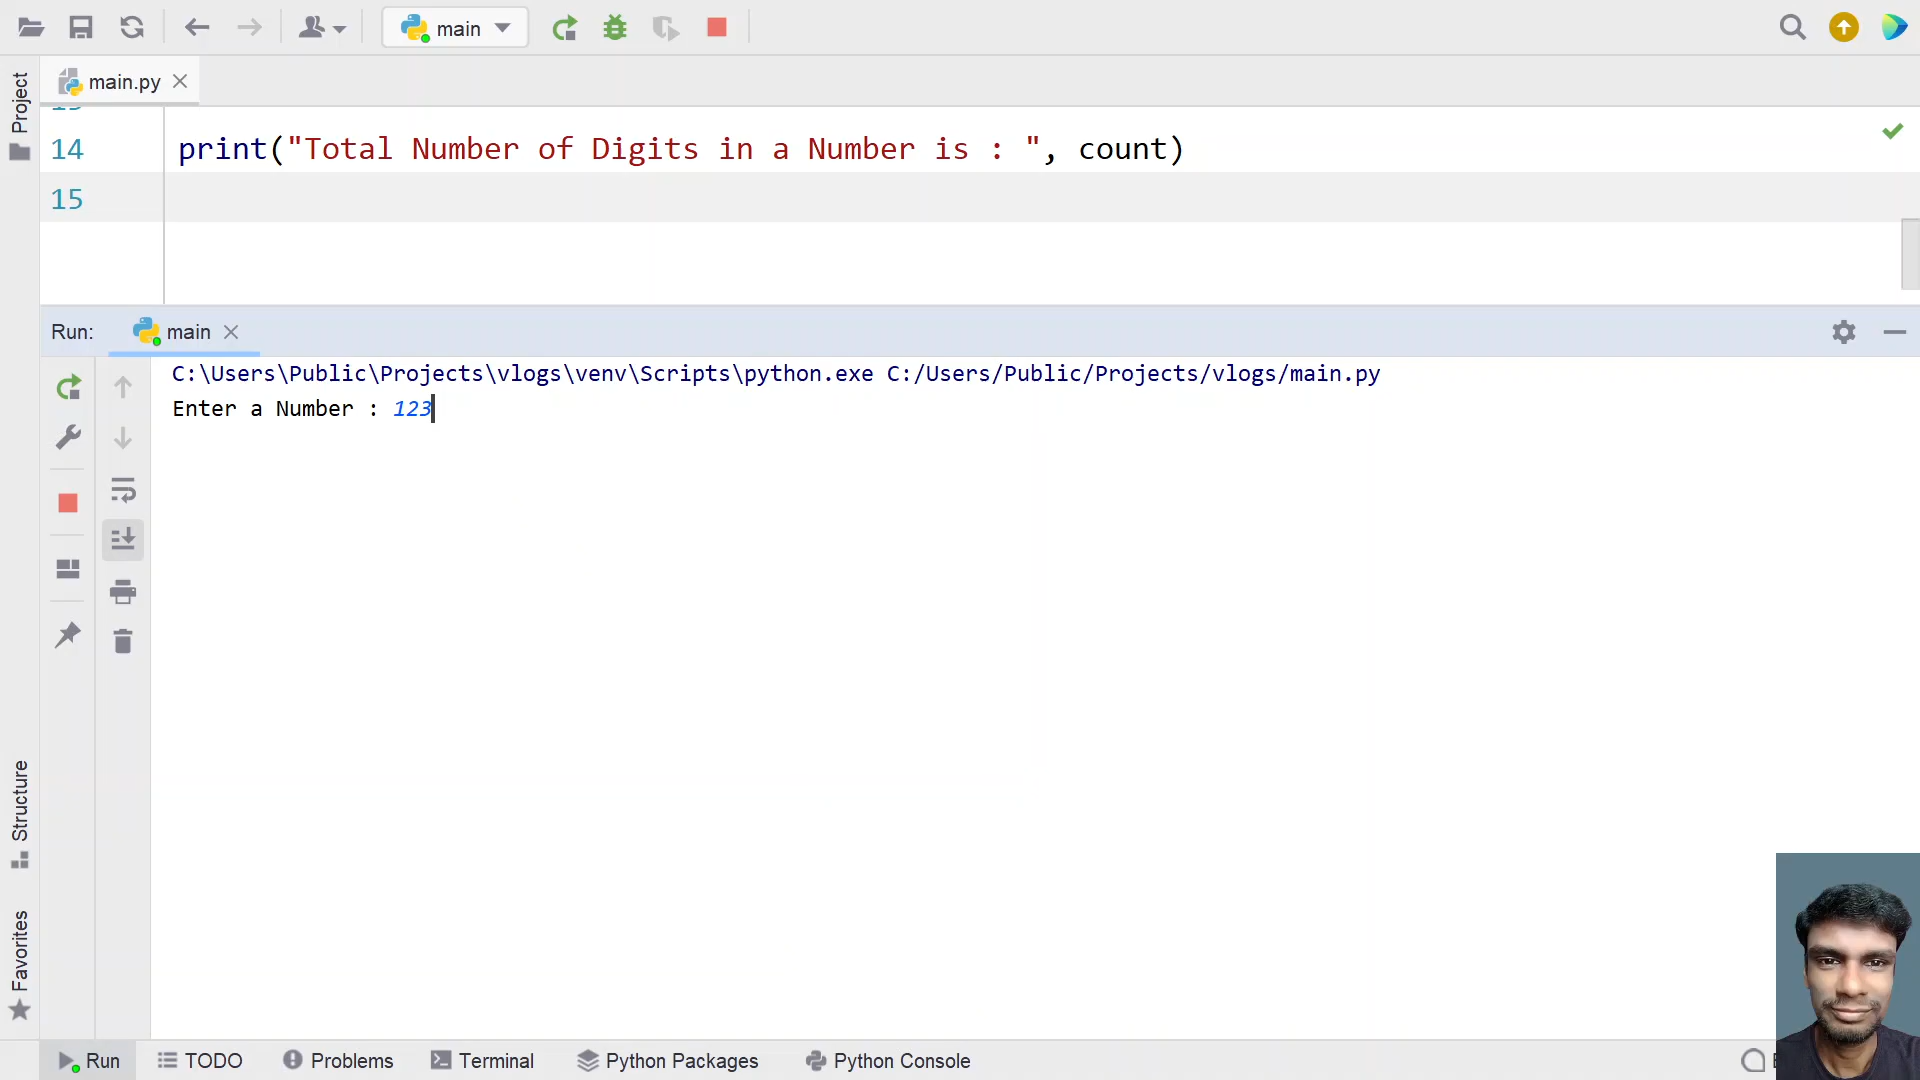 main
main.py
Project
14 print("Total Number of Digits in a Number is : ", count)
15
Run: main
C:\Users\Public\Projects\vlogs\venv\Scripts\python.exe C:/Users/Public/Projects/vlogs/main.py
Enter a Number : 123
Structure
Favorites
Run TODO Problems Terminal Python Packages Python Console